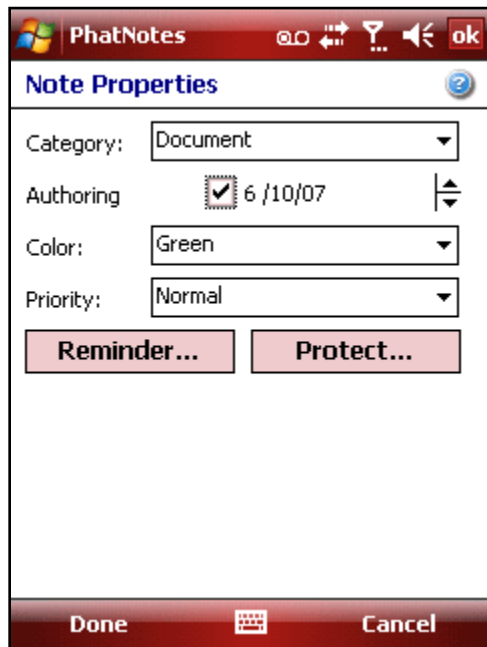 PhatNotes ok
Note Properties
Category: Document
Authoring 6 /10/07
Color: Green
Priority: Normal
Reminder... Protect...
Done Cancel